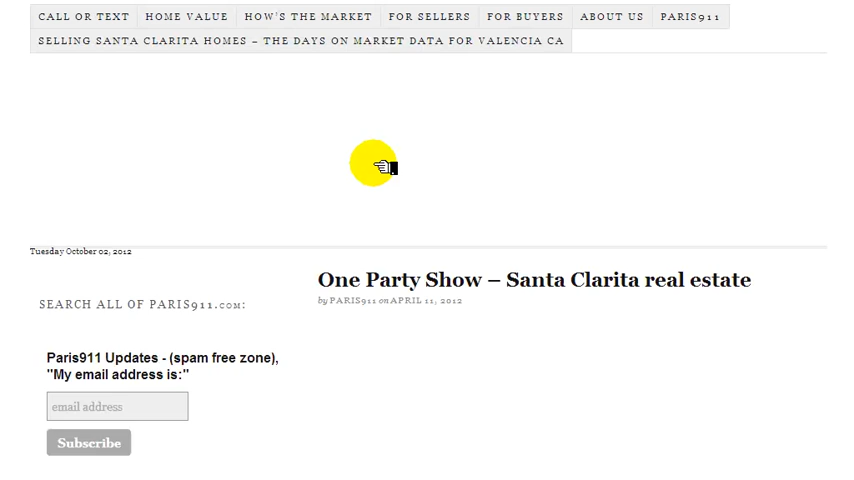 CALL OR TEXT HOME VALUE HOW'S THE MARKET FOR SELLERS FOR BUYERS ABOUT US PARIS911
SELLING SANTA CLARITA HOMES – THE DAYS ON MARKET DATA FOR VALENCIA CA
Tuesday October 02, 2012
One Party Show – Santa Clarita real estate
by PARIS911 on APRIL 11, 2012
SEARCH ALL OF PARIS911.COM:
Paris911 Updates - (spam free zone),
"My email address is:"
email address
Subscribe